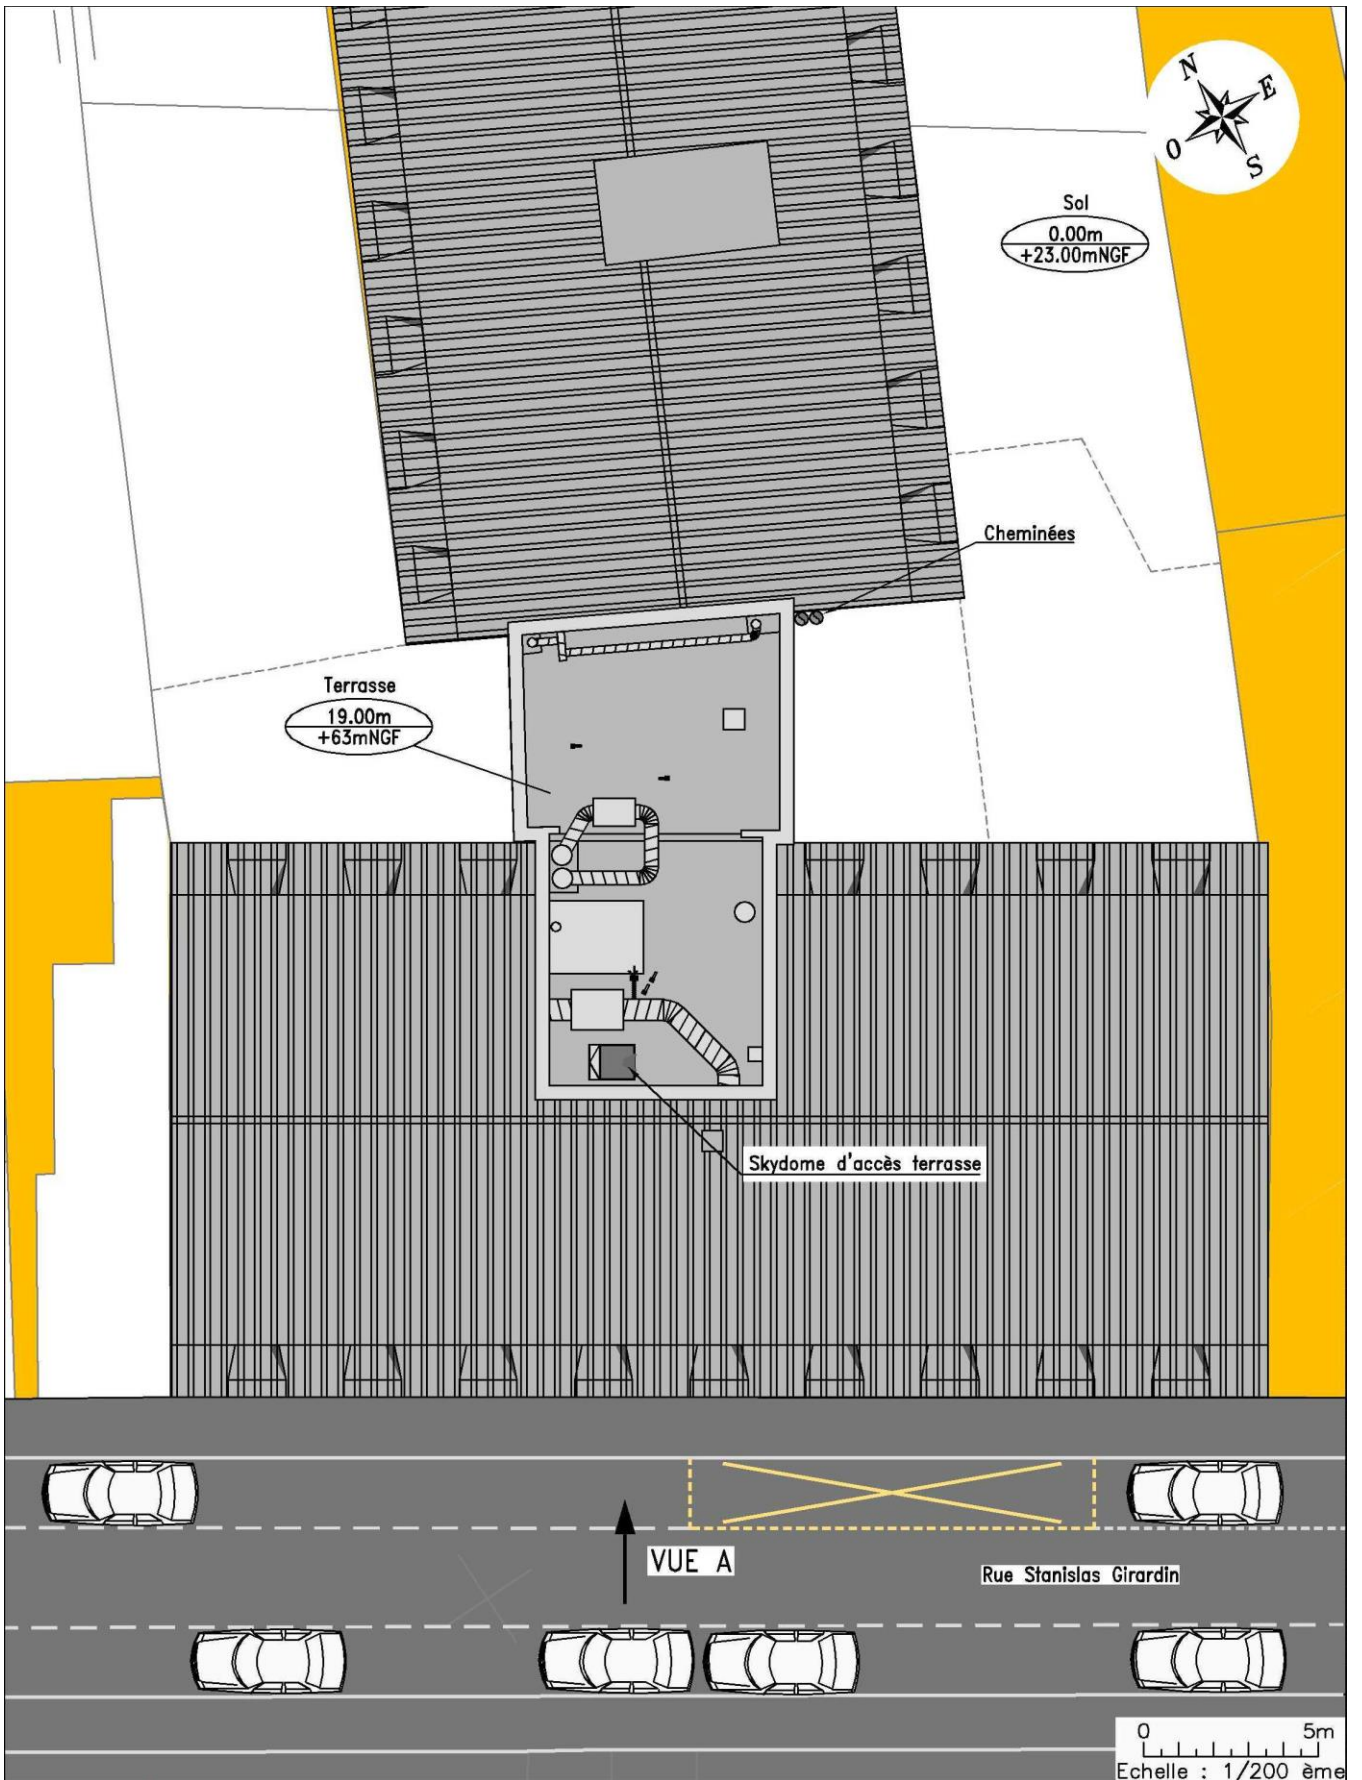 N
E
O
S
Sol
0.00m
+23.00mNGF
Cheminées
Terrasse
19.00m
+63mNGF
Skydome d'accès terrasse
VUE A
Rue Stanislas Girardin
0 5m
Echelle : 1/200 ème